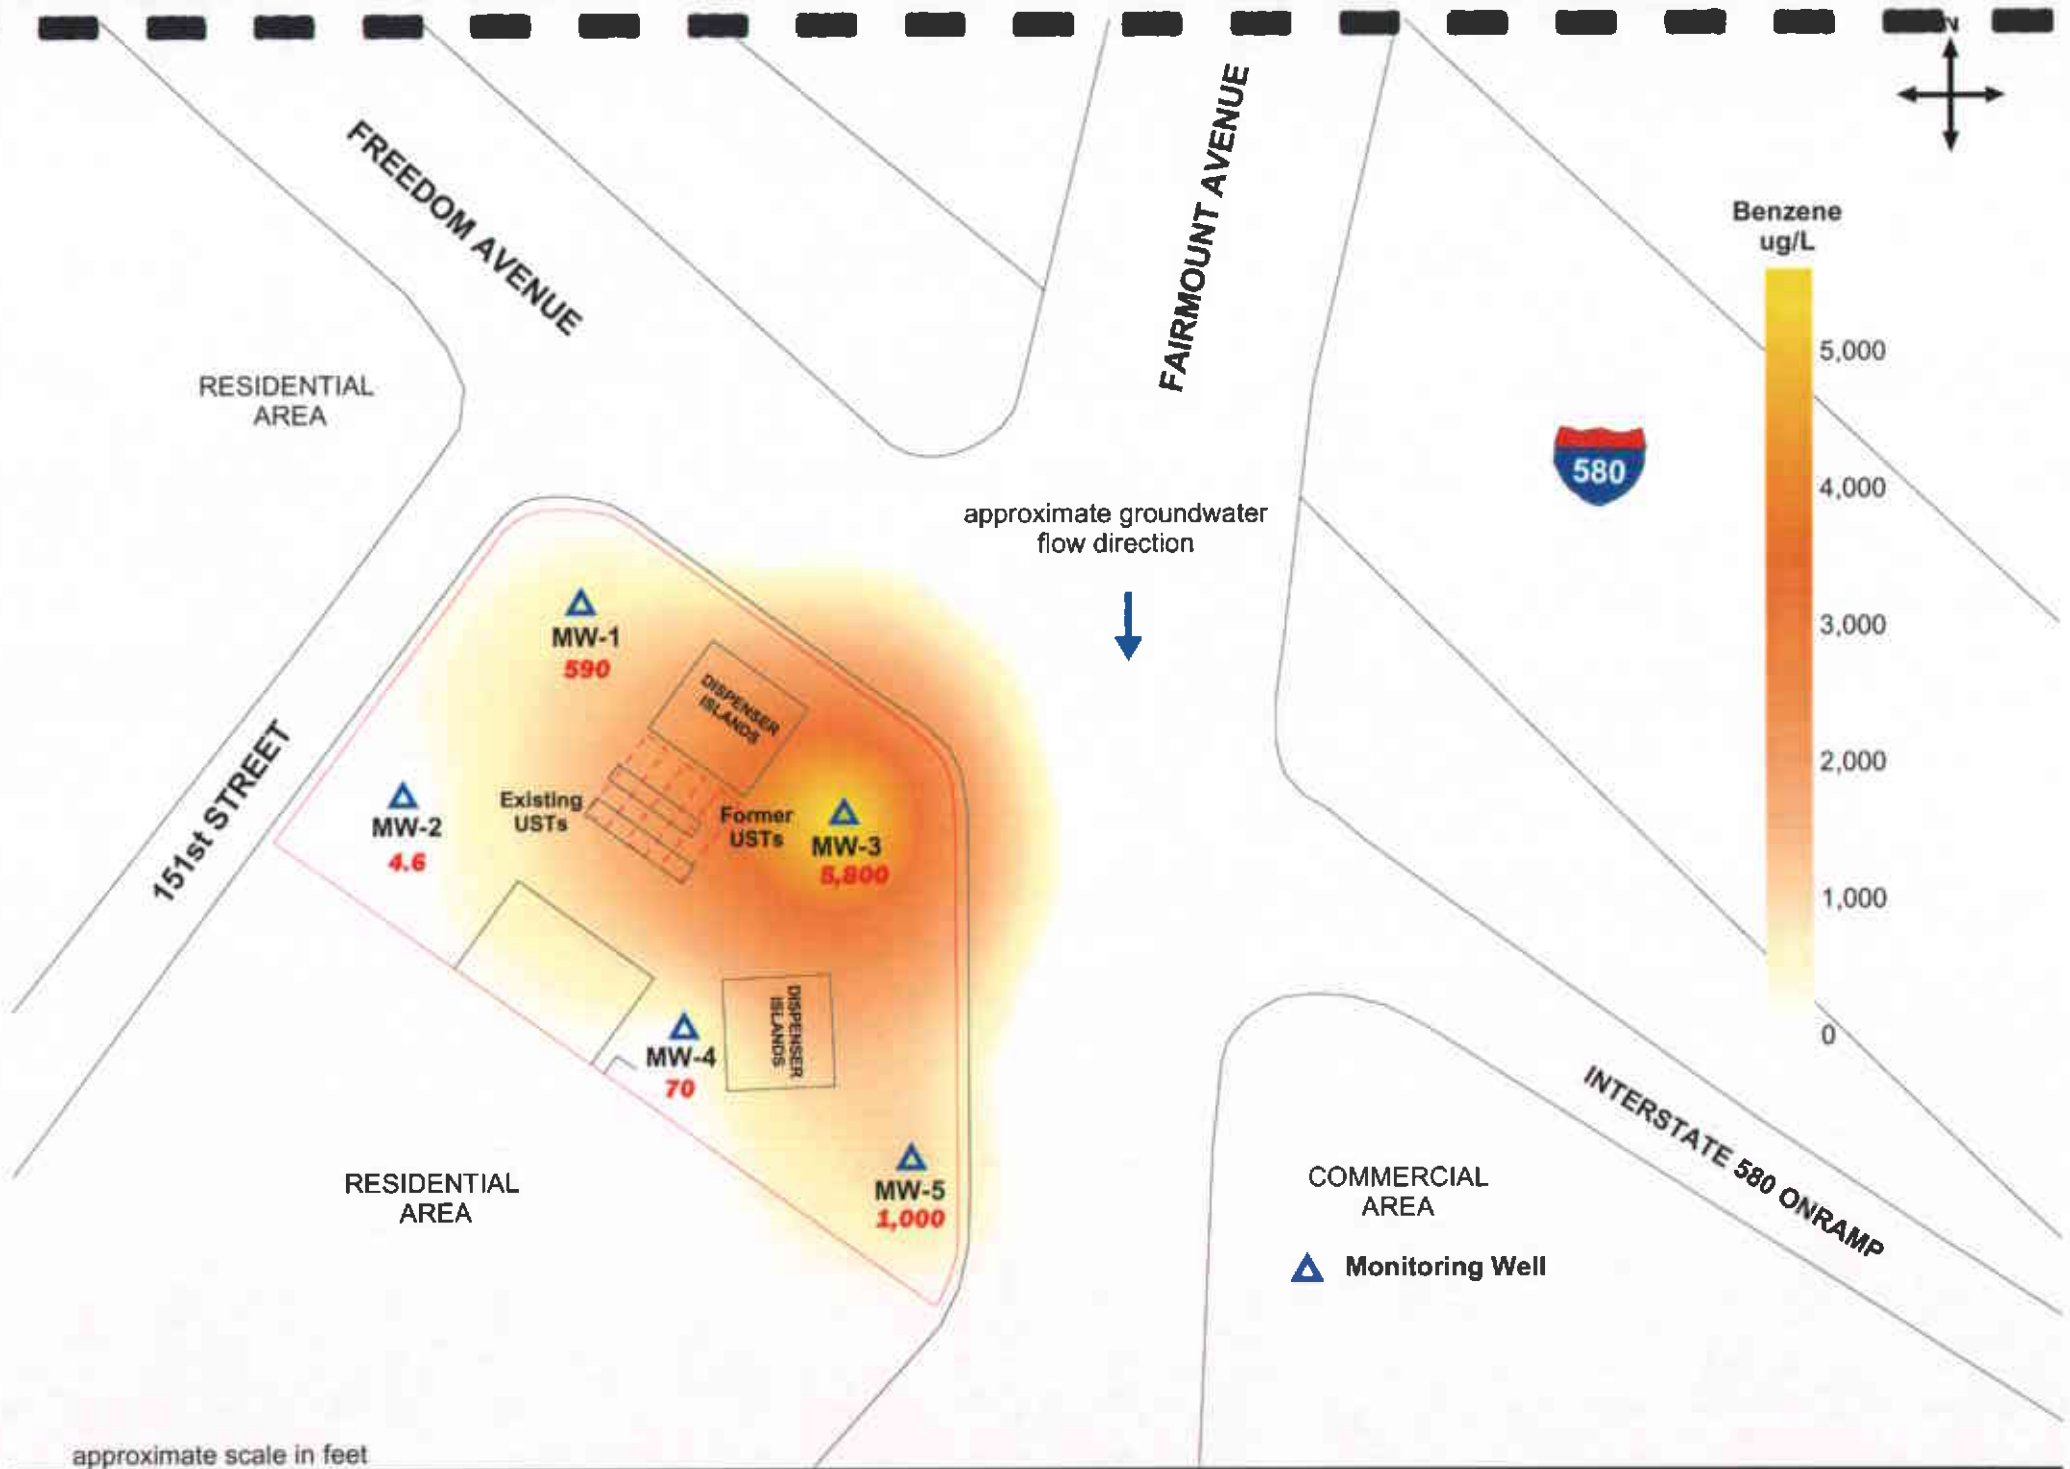 N
FREEDOM AVENUE
FAIRMOUNT AVENUE
Benzene
ug/L
5,000
4,000
3,000
2,000
1,000
0
RESIDENTIAL
AREA
580
approximate groundwater
flow direction
MW-1
590
DISPENSER
ISLANDS
151st STREET
Existing
USTs
Former
USTs
MW-2
4.6
MW-3
5,800
DISPENSER
ISLANDS
MW-4
70
MW-5
1,000
RESIDENTIAL
AREA
COMMERCIAL
AREA
INTERSTATE 580 ONRAMP
Monitoring Well
approximate scale in feet